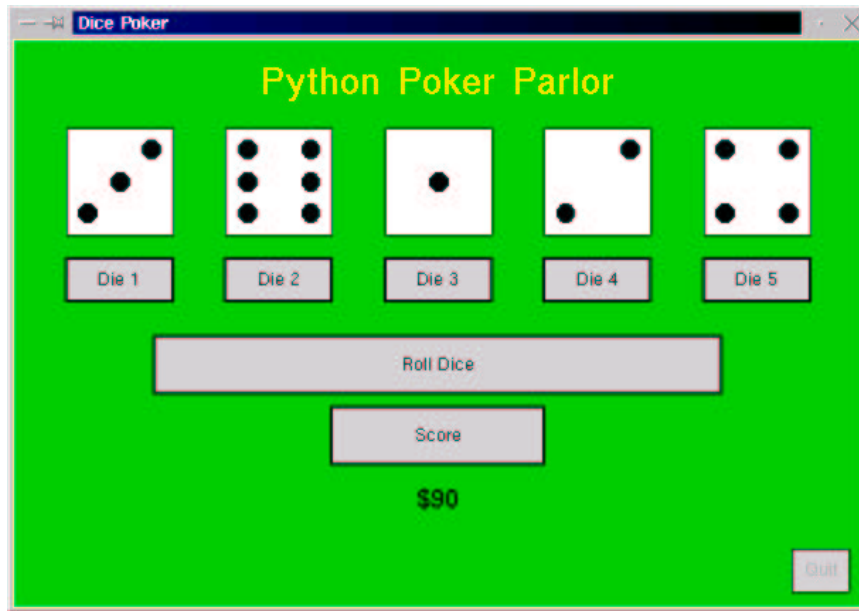 Dice Poker
Python Poker Parlor
Die 1 Die 2 Die 3 Die 4 Die 5
Roll Dice
Score
$90
Quit